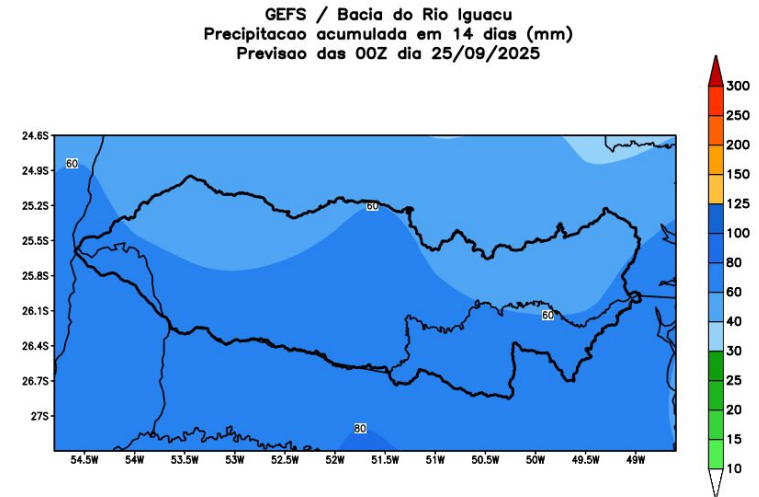 GEFS / Bacia do Rio Iguacu
Precipitacao acumulada em 14 dias (mm)
Previsao das 00Z dia 25/09/2025
300
250
200
150
125
100
80
60
40
30
25
20
15
10
24.6S
24.9S
25.2S
25.5S
25.8S
26.1S
26.4S
26.7S
27S
60
60
60
80
54.5W 54W 53.5W 53W 52.5W 52W 51.5W 51W 50.5W 50W 49.5W 49W